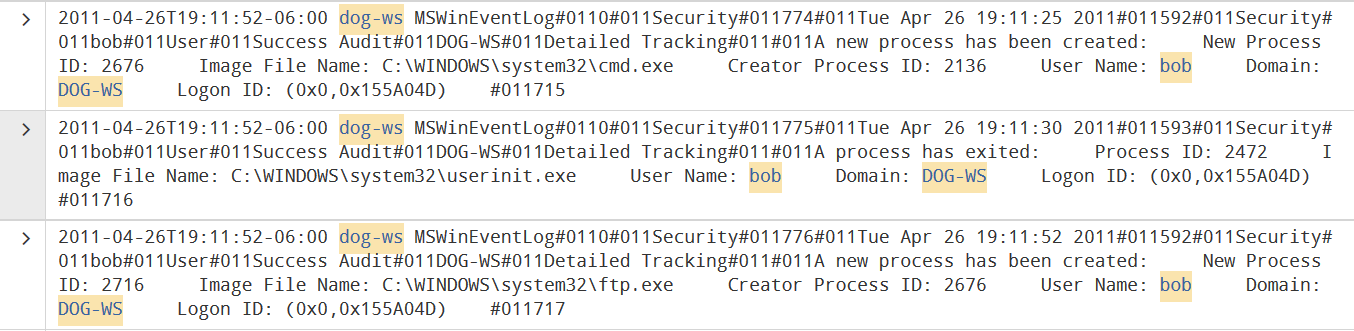 2011-04-26T19:11:52-06:00 dog-ws MSWinEventLog#0110#011Security#011774#011Tue Apr 26 19:11:25 2011#011592#011Security#
011bob#011User#011Success Audit#011DOG-WS#011Detailed Tracking#011#011A new process has been created:     New Process
ID: 2676     Image File Name: C:\WINDOWS\system32\cmd.exe     Creator Process ID: 2136     User Name: bob     Domain:
DOG-WS     Logon ID: (0x0,0x155A04D)    #011715
2011-04-26T19:11:52-06:00 dog-ws MSWinEventLog#0110#011Security#011775#011Tue Apr 26 19:11:30 2011#011593#011Security#
011bob#011User#011Success Audit#011DOG-WS#011Detailed Tracking#011#011A process has exited:     Process ID: 2472     I
mage File Name: C:\WINDOWS\system32\userinit.exe     User Name: bob     Domain: DOG-WS     Logon ID: (0x0,0x155A04D)
#011716
2011-04-26T19:11:52-06:00 dog-ws MSWinEventLog#0110#011Security#011776#011Tue Apr 26 19:11:52 2011#011592#011Security#
011bob#011User#011Success Audit#011DOG-WS#011Detailed Tracking#011#011A new process has been created:     New Process
ID: 2716     Image File Name: C:\WINDOWS\system32\ftp.exe     Creator Process ID: 2676     User Name: bob     Domain:
DOG-WS     Logon ID: (0x0,0x155A04D)    #011717